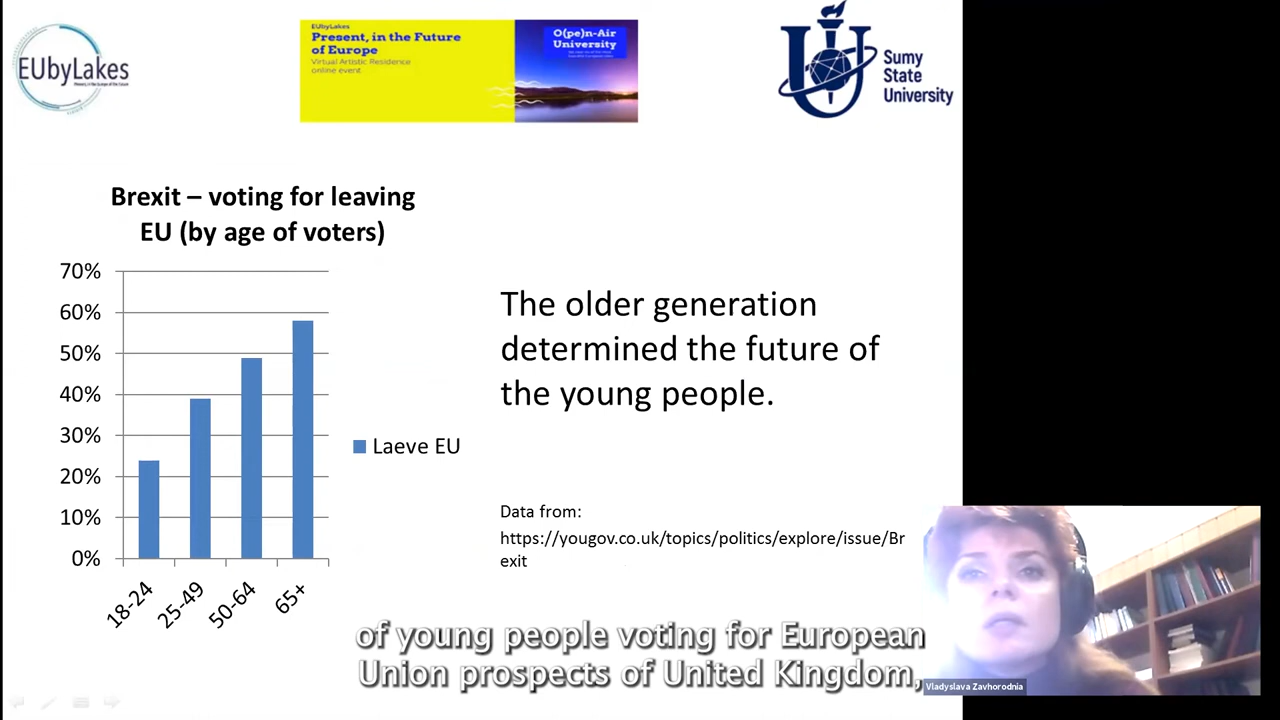 EUbyLakes
EUbyLakes
Present, in the Future
of Europe
Virtual Artistic Residence
online event
O(pe)n-Air
University
Sumy
State
University
Brexit – voting for leaving
EU (by age of voters)
70%
60%
50%
40%
30%
20%
10%
0%
18-24
25-49
50-64
65+
Laeve EU
The older generation
determined the future of
the young people.
Data from:
https://yougov.co.uk/topics/politics/explore/issue/Br
exit
of young people voting for European
Union prospects of United Kingdom,
Vladyslava Zavhorodnia